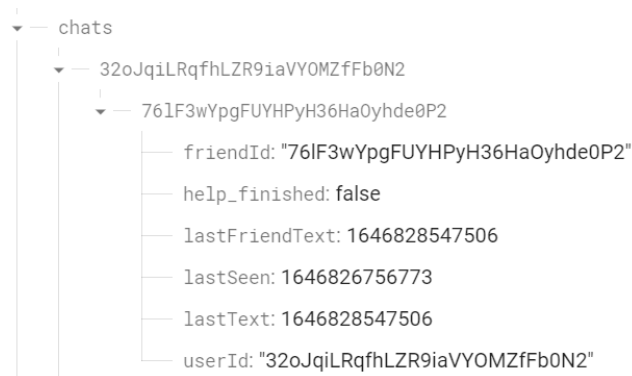 chats
32oJqiLRqfhLZR9iaVYOMZfFb0N2
76lF3wYpgFUYHPyH36HaOyhde0P2
friendId: "76lF3wYpgFUYHPyH36HaOyhde0P2"
help_finished: false
lastFriendText: 1646828547506
lastSeen: 1646826756773
lastText: 1646828547506
userId: "32oJqiLRqfhLZR9iaVYOMZfFb0N2"